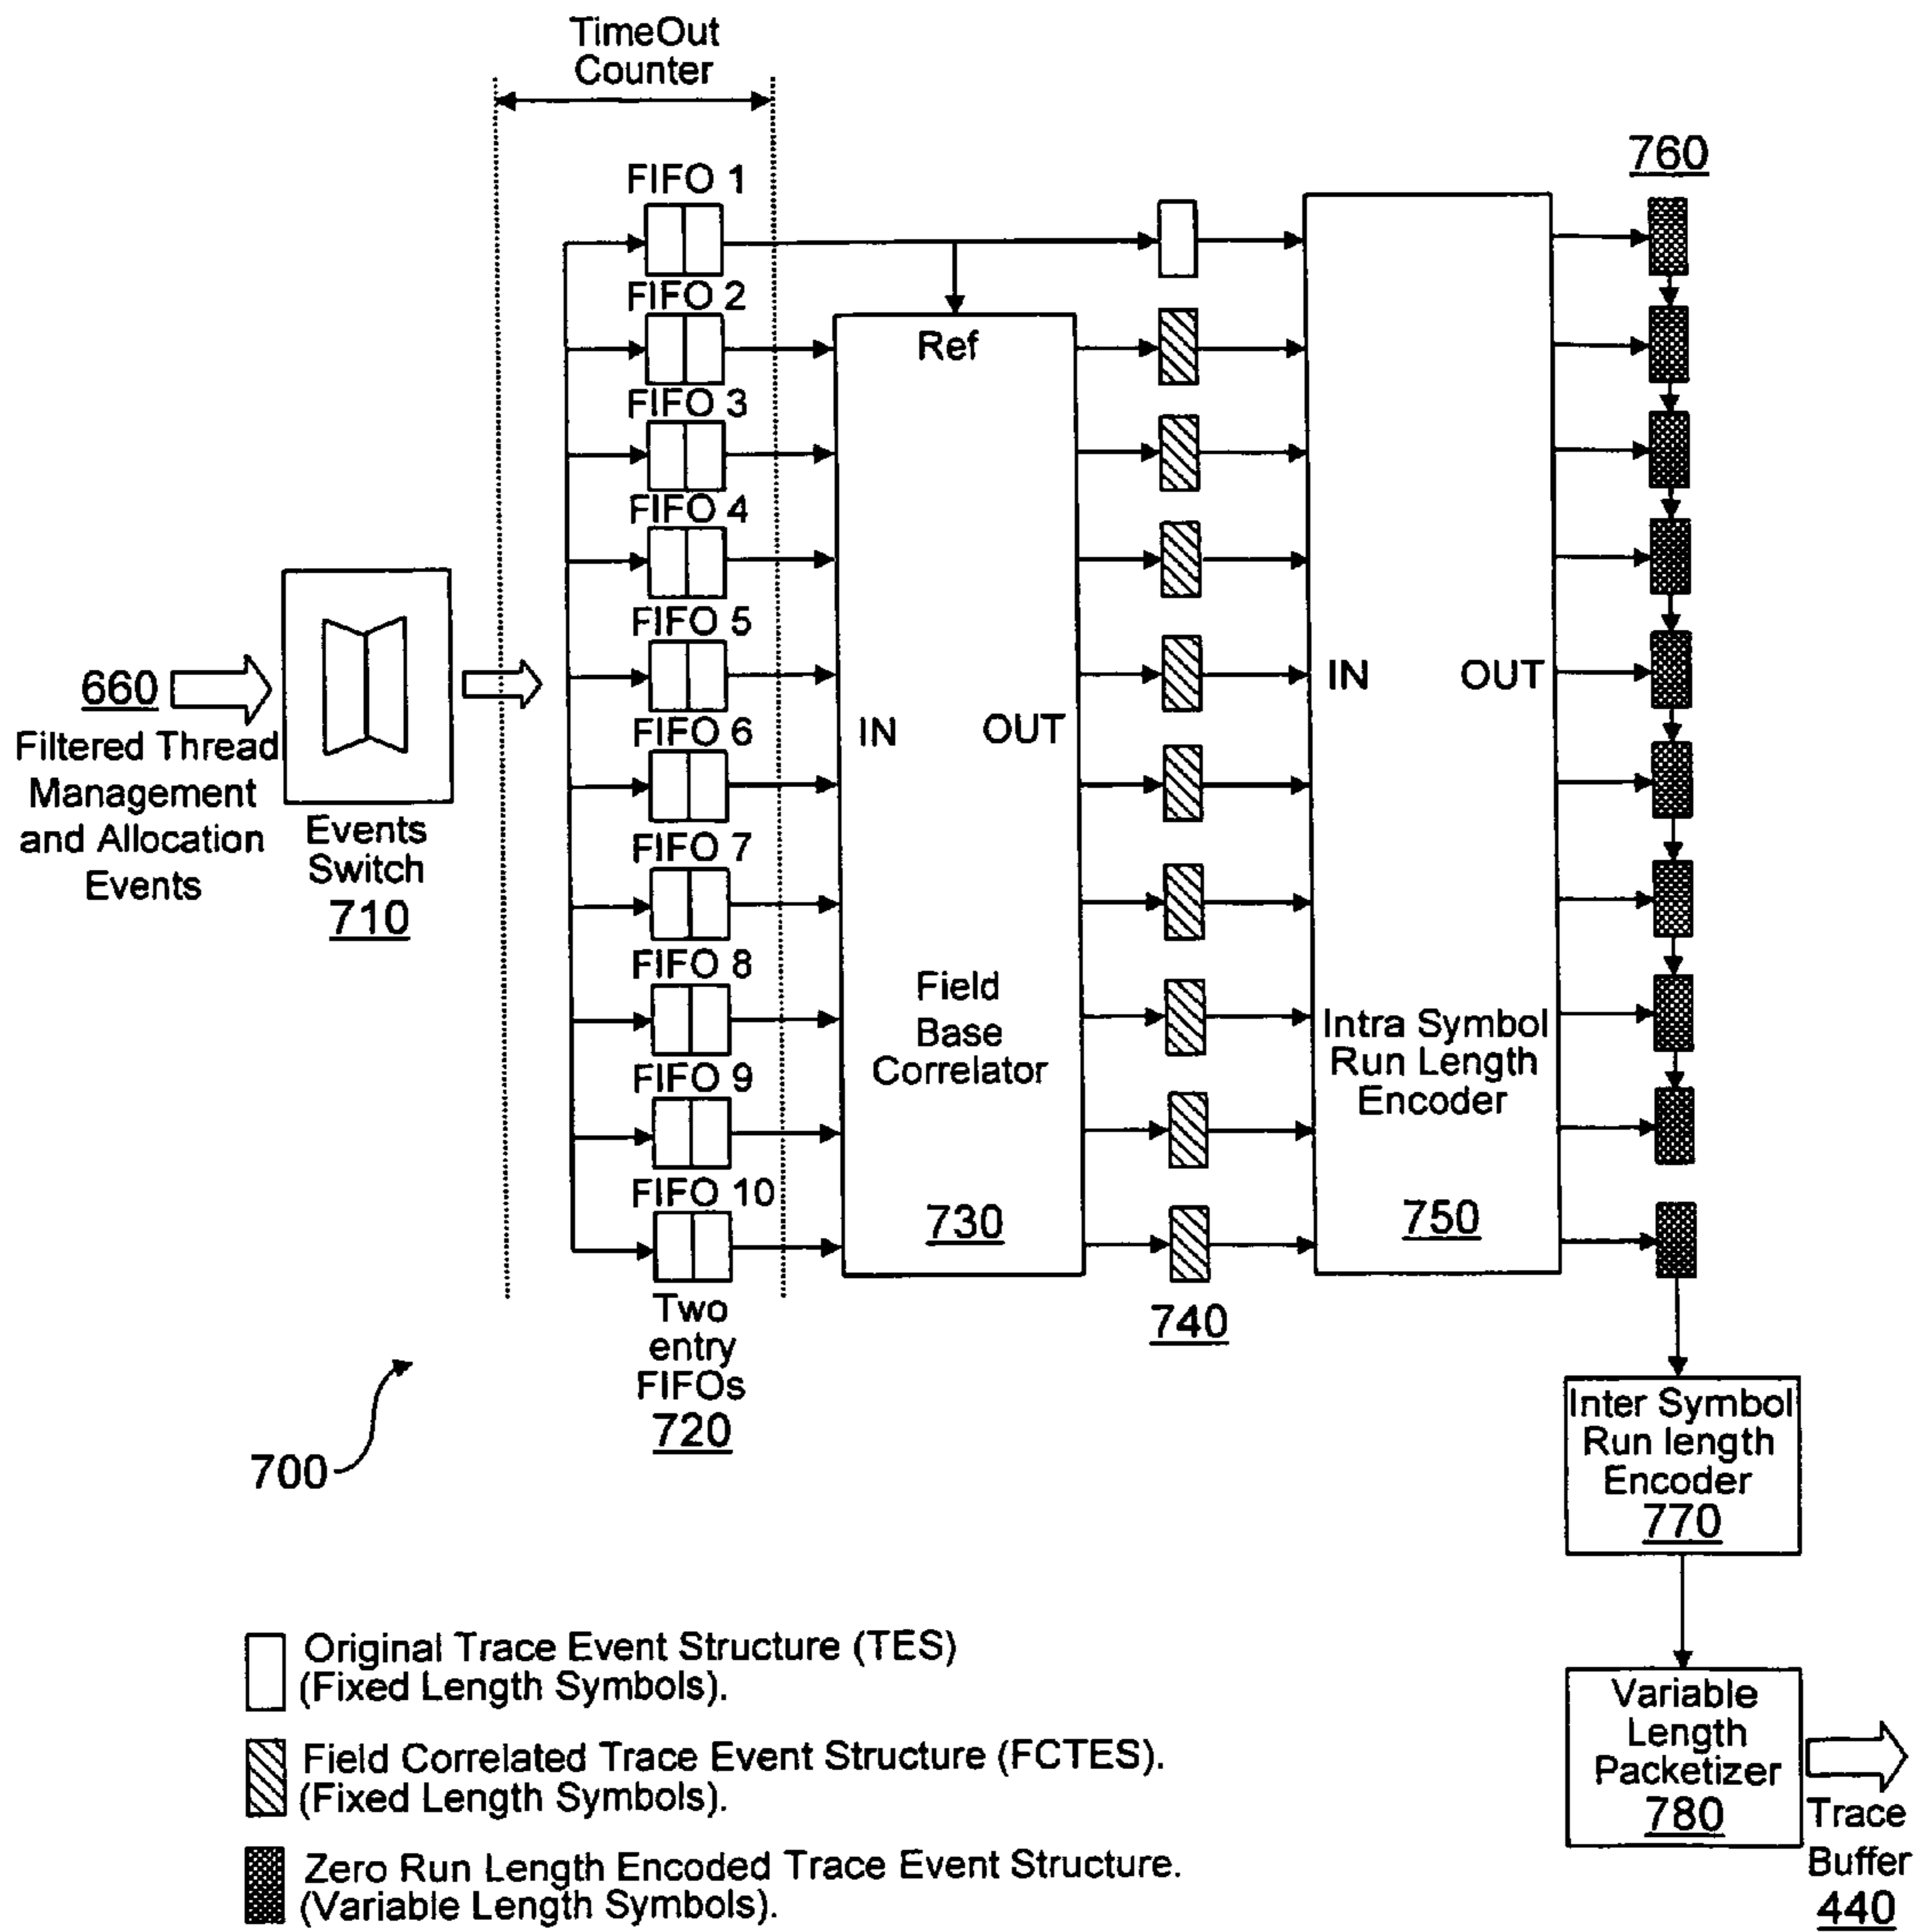 TimeOut
Counter
760
FIFO 1
FIFO 2
Ref
FIFO 3
FIFO 4
FIFO 5
660
Filtered Thread
Management
and Allocation
Events
Events
Switch
710
IN
OUT
IN
OUT
FIFO 6
FIFO 7
FIFO 8
Field
Base
Correlator
730
Intra Symbol
Run Length
Encoder
750
FIFO 9
FIFO 10
Two
entry
FIFOs
720
740
700
Inter Symbol
Run length
Encoder
770
Variable
Length
Packetizer
780
Trace
Buffer
440
Original Trace Event Structure (TES)
(Fixed Length Symbols).
Field Correlated Trace Event Structure (FCTES).
(Fixed Length Symbols).
Zero Run Length Encoded Trace Event Structure.
(Variable Length Symbols).